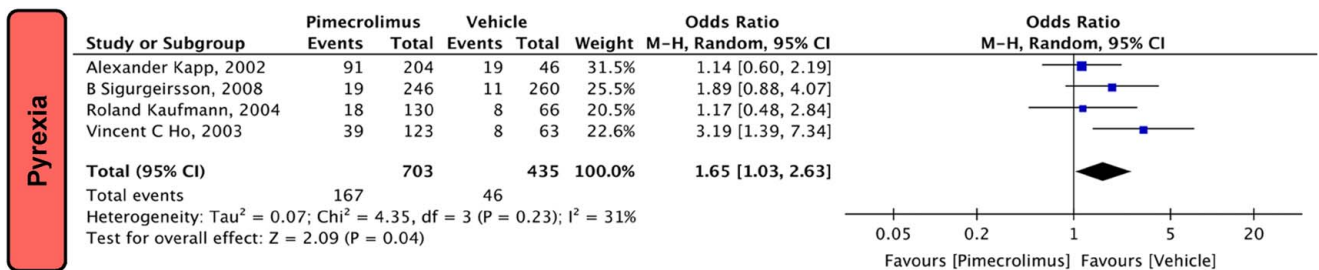 Pyrexia
Pimecrolimus Vehicle Odds Ratio Odds Ratio
Study or Subgroup Events Total Events Total Weight M-H, Random, 95% CI M-H, Random, 95% CI
Alexander Kapp, 2002 91 204 19 46 31.5% 1.14 [0.60, 2.19]
B Sigurgeirsson, 2008 19 246 11 260 25.5% 1.89 [0.88, 4.07]
Roland Kaufmann, 2004 18 130 8 66 20.5% 1.17 [0.48, 2.84]
Vincent C Ho, 2003 39 123 8 63 22.6% 3.19 [1.39, 7.34]
Total (95% CI) 703 435 100.0% 1.65 [1.03, 2.63]
Total events 167 46
Heterogeneity: Tau² = 0.07; Chi² = 4.35, df = 3 (P = 0.23); I² = 31%
Test for overall effect: Z = 2.09 (P = 0.04)
0.05 0.2 1 5 20
Favours [Pimecrolimus] Favours [Vehicle]